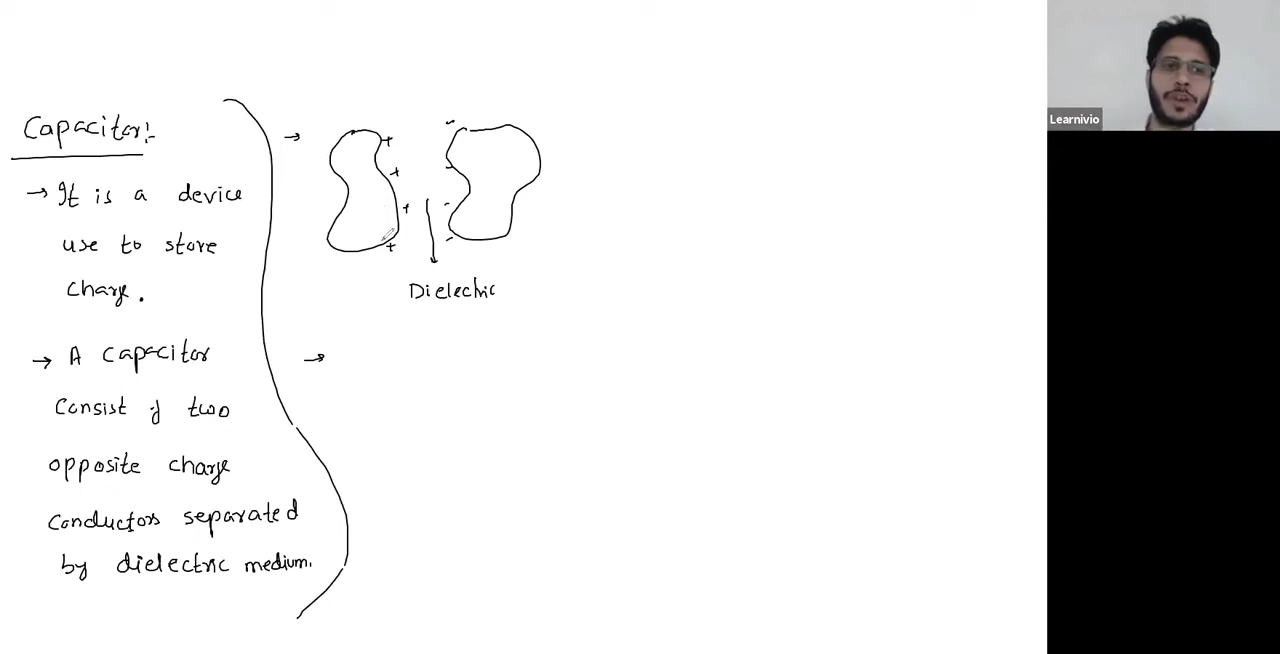 Capacitor:-
→ It is a device
use to store
charge.
→ A capacitor
Consist of two
opposite charge
conductors separated
by dielectric medium.
→
+ + + +
- - - -
Dielectric
→
Learnivio